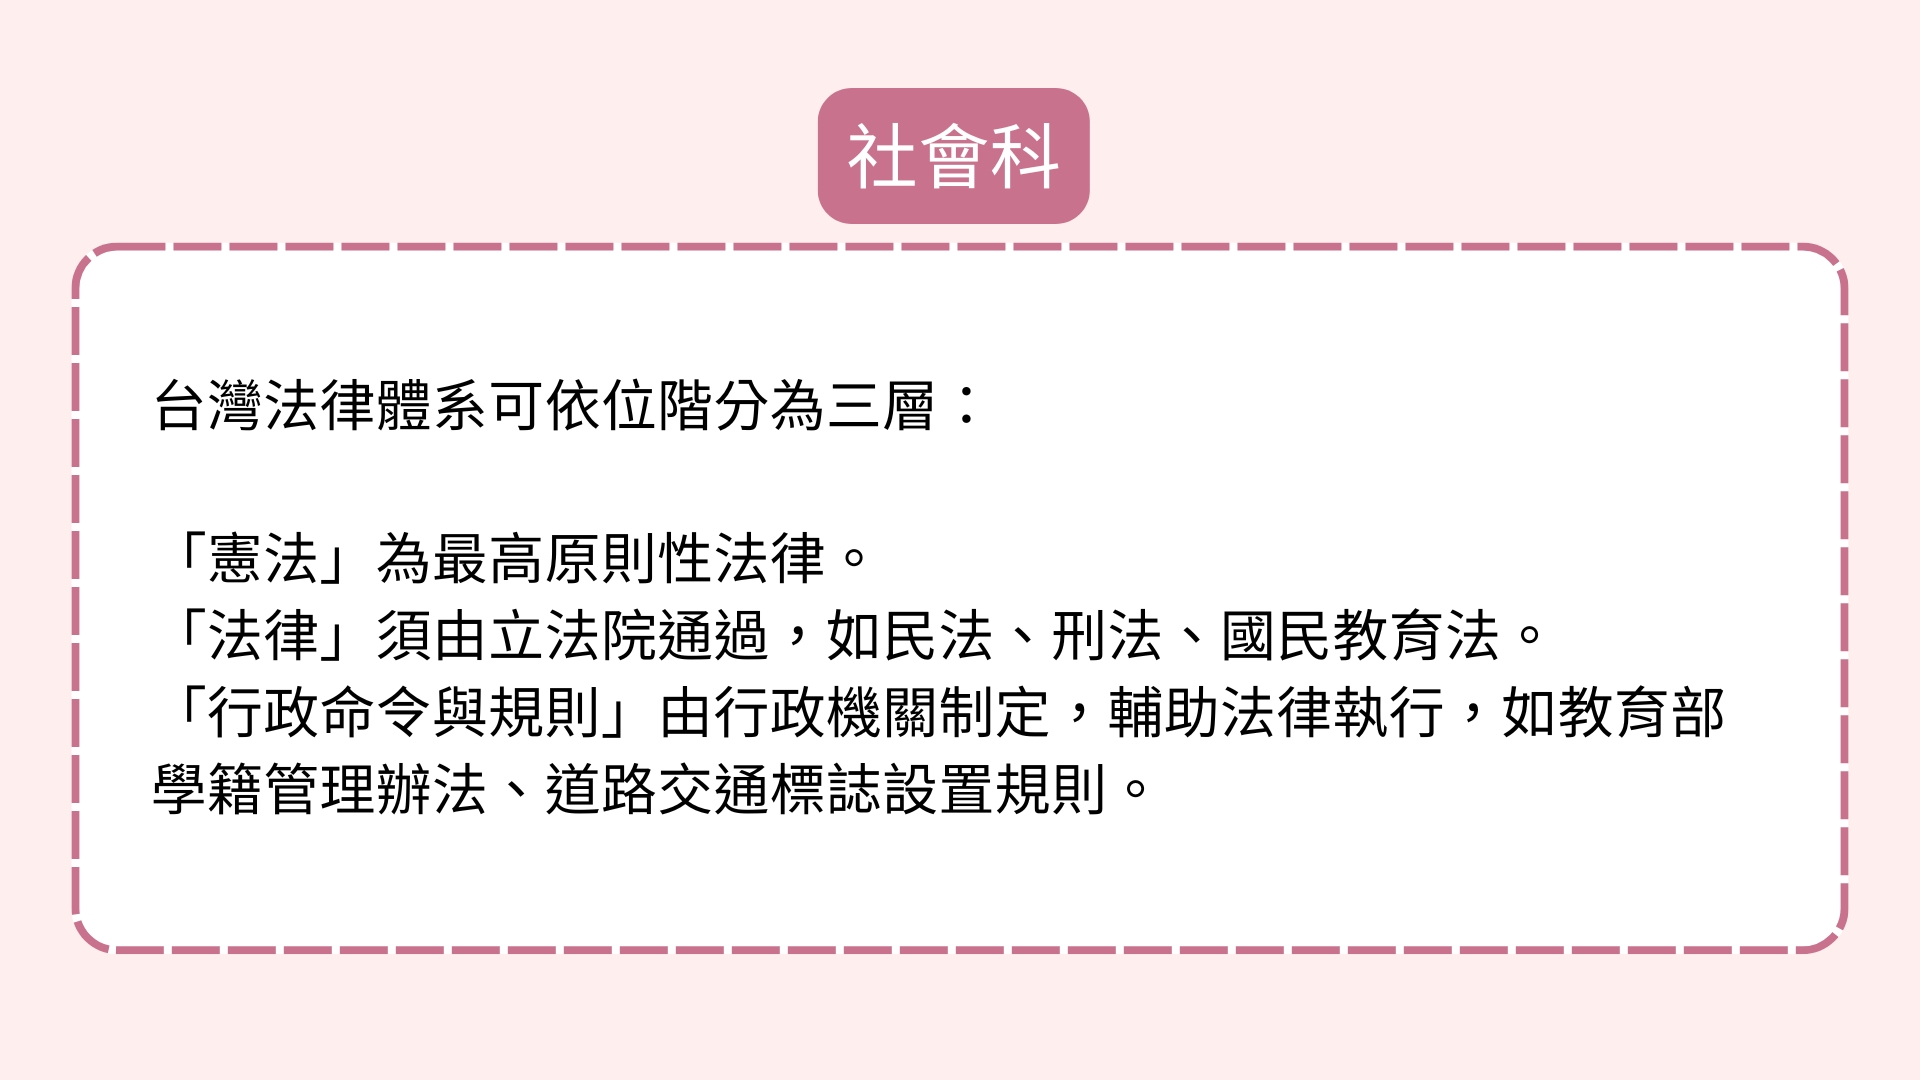 社會科
台灣法律體系可依位階分為三層：
「憲法」為最高原則性法律。
「法律」須由立法院通過，如民法、刑法、國民教育法。
「行政命令與規則」由行政機關制定，輔助法律執行，如教育部
學籍管理辦法、道路交通標誌設置規則。